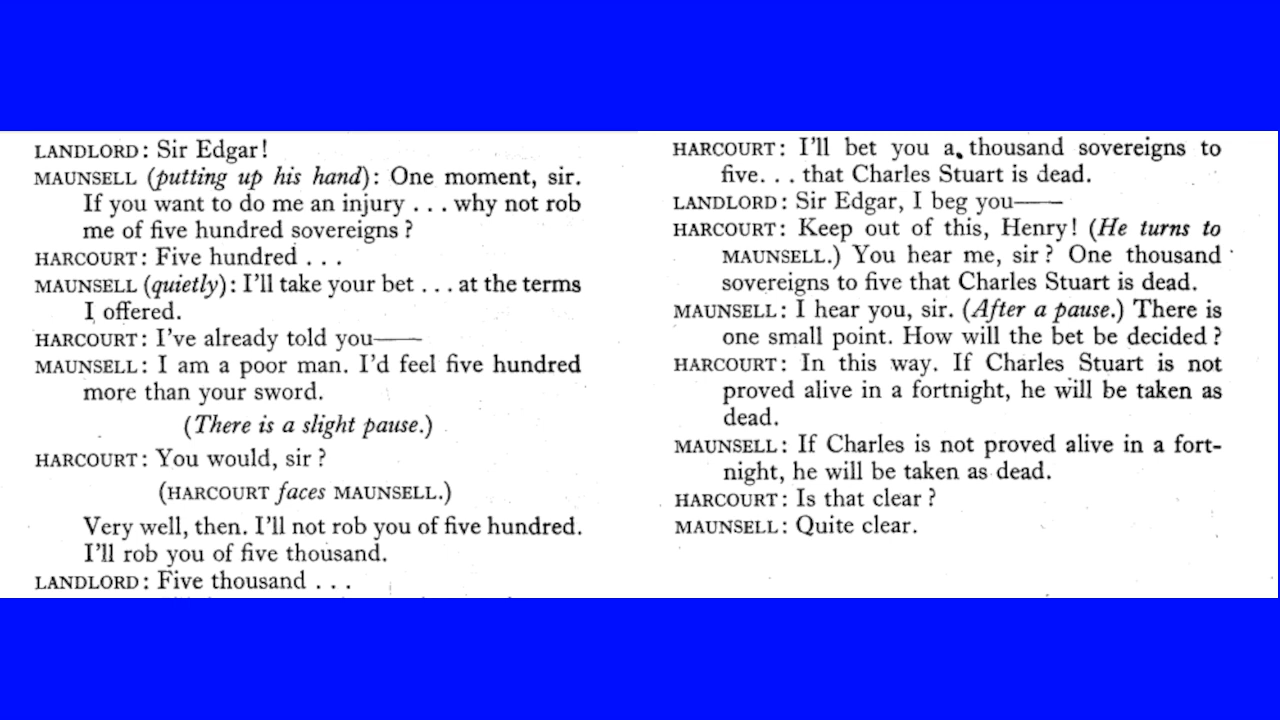 LANDLORD: Sir Edgar!
MAUNSELL (putting up his hand): One moment, sir.
If you want to do me an injury . . . why not rob
me of five hundred sovereigns?
HARCOURT: Five hundred . . .
MAUNSELL (quietly): I'll take your bet . . . at the terms
I offered.
HARCOURT: I've already told you——
MAUNSELL: I am a poor man. I'd feel five hundred
more than your sword.
(There is a slight pause.)
HARCOURT: You would, sir?
(HARCOURT faces MAUNSELL.)
Very well, then. I'll not rob you of five hundred.
I'll rob you of five thousand.
LANDLORD: Five thousand . . .
HARCOURT: I'll bet you a thousand sovereigns to
five. . . that Charles Stuart is dead.
LANDLORD: Sir Edgar, I beg you——
HARCOURT: Keep out of this, Henry! (He turns to
MAUNSELL.) You hear me, sir? One thousand
sovereigns to five that Charles Stuart is dead.
MAUNSELL: I hear you, sir. (After a pause.) There is
one small point. How will the bet be decided?
HARCOURT: In this way. If Charles Stuart is not
proved alive in a fortnight, he will be taken as
dead.
MAUNSELL: If Charles is not proved alive in a fort-
night, he will be taken as dead.
HARCOURT: Is that clear?
MAUNSELL: Quite clear.